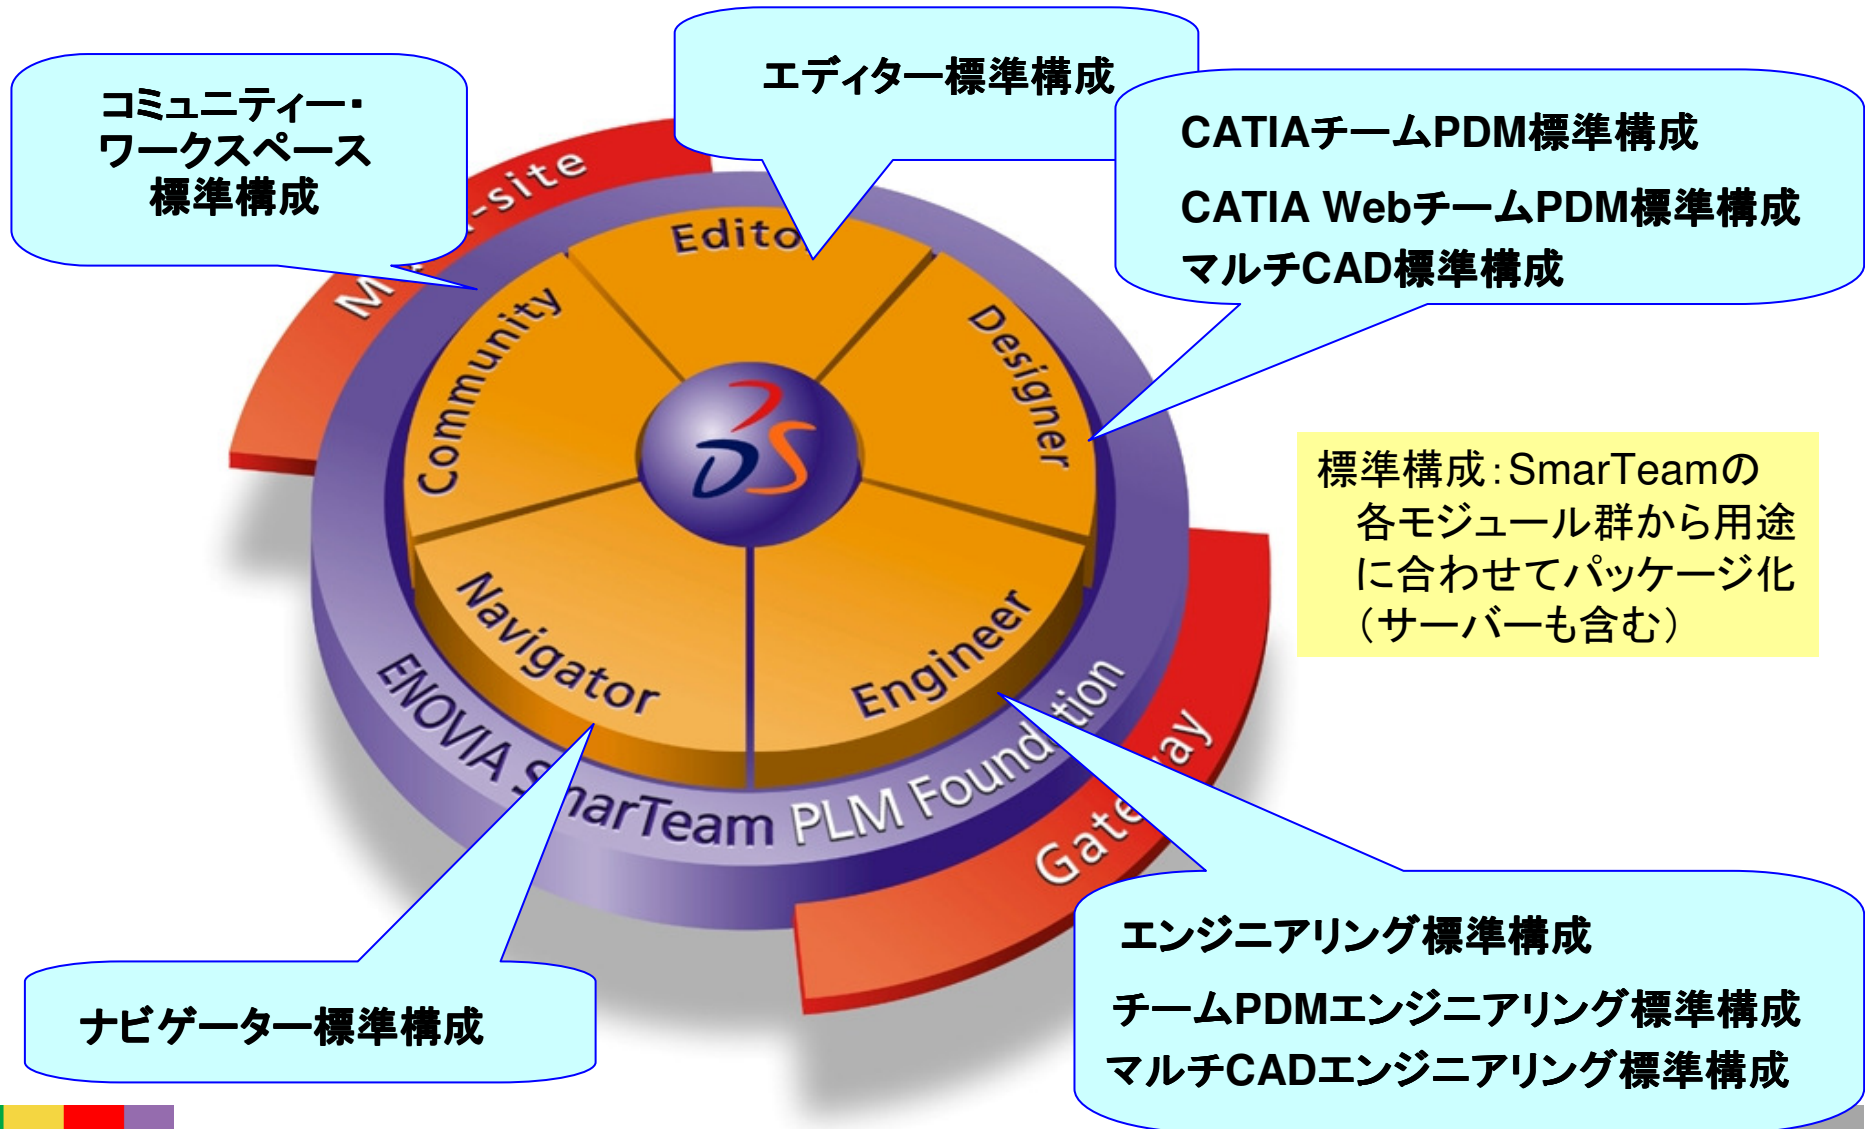 コミュニティー・
ワークスペース
標準構成
エディター標準構成
CATIAチームPDM標準構成
CATIA WebチームPDM標準構成
マルチCAD標準構成
Community
Designer
Navigator
Engineer
ENOVIA
PLM Foundation
標準構成：SmarTeamの
各モジュール群から用途
に合わせてパッケージ化
（サーバーも含む）
ナビゲーター標準構成
エンジニアリング標準構成
チームPDMエンジニアリング標準構成
マルチCADエンジニアリング標準構成